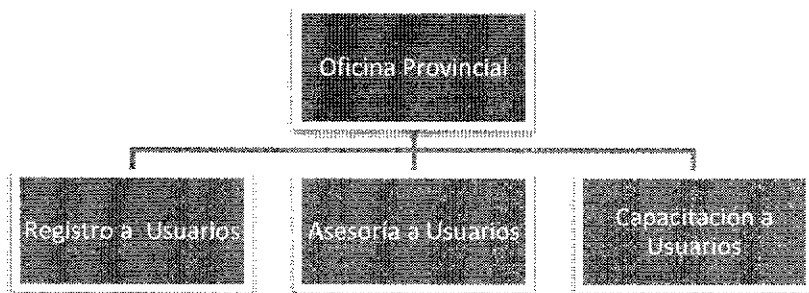 Oficina Provincial
Registro a Usuarios
Asesoría a Usuarios
Capacitación a
Usuarios